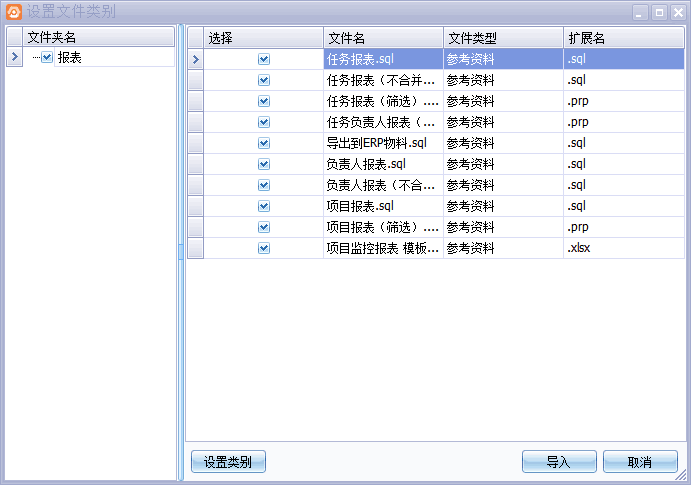 设置文件类别
文件夹名
报表
选择 文件名 文件类型 扩展名
任务报表.sql 参考资料 .sql
任务报表（不合并... 参考资料 .sql
任务报表（筛选）.... 参考资料 .prp
任务负责人报表（... 参考资料 .prp
导出到ERP物料.sql 参考资料 .sql
负责人报表.sql 参考资料 .sql
负责人报表（不合... 参考资料 .sql
项目报表.sql 参考资料 .sql
项目报表（筛选）.... 参考资料 .prp
项目监控报表 模板... 参考资料 .xlsx
设置类别 导入 取消